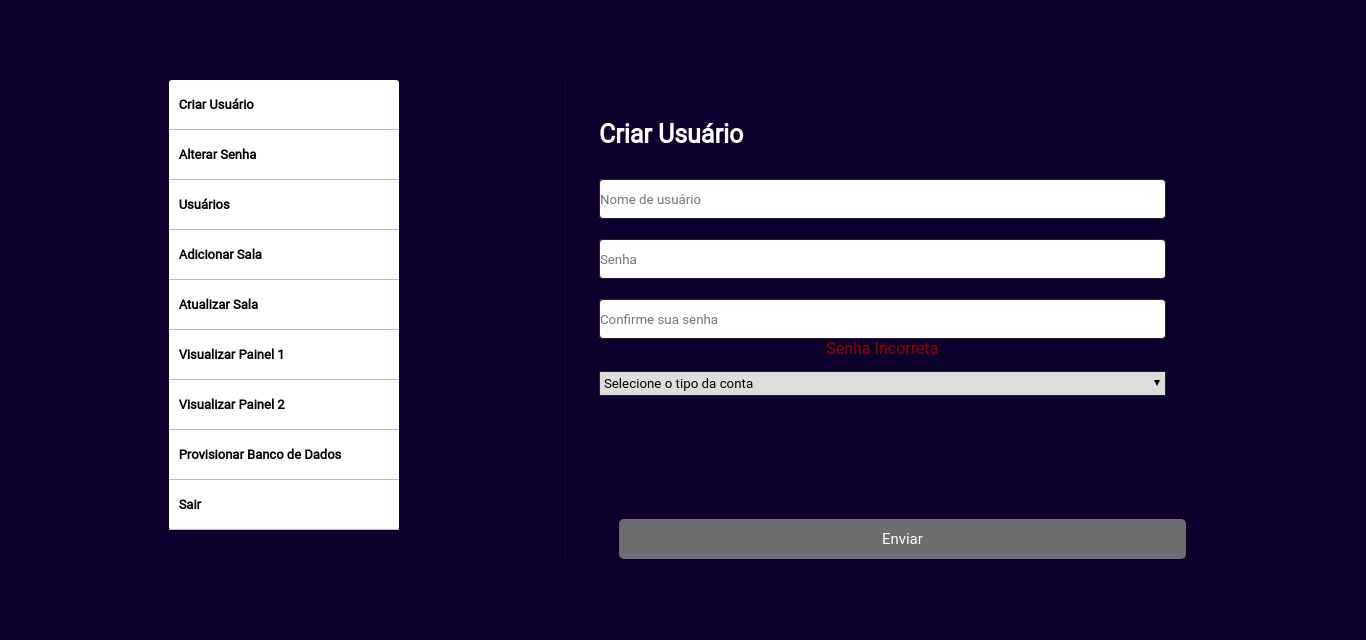 Criar Usuário
Alterar Senha
Usuários
Adicionar Sala
Atualizar Sala
Visualizar Painel 1
Visualizar Painel 2
Provisionar Banco de Dados
Sair
Criar Usuário
Nome de usuário
Senha
Confirme sua senha
Senha Incorreta
Selecione o tipo da conta
Enviar